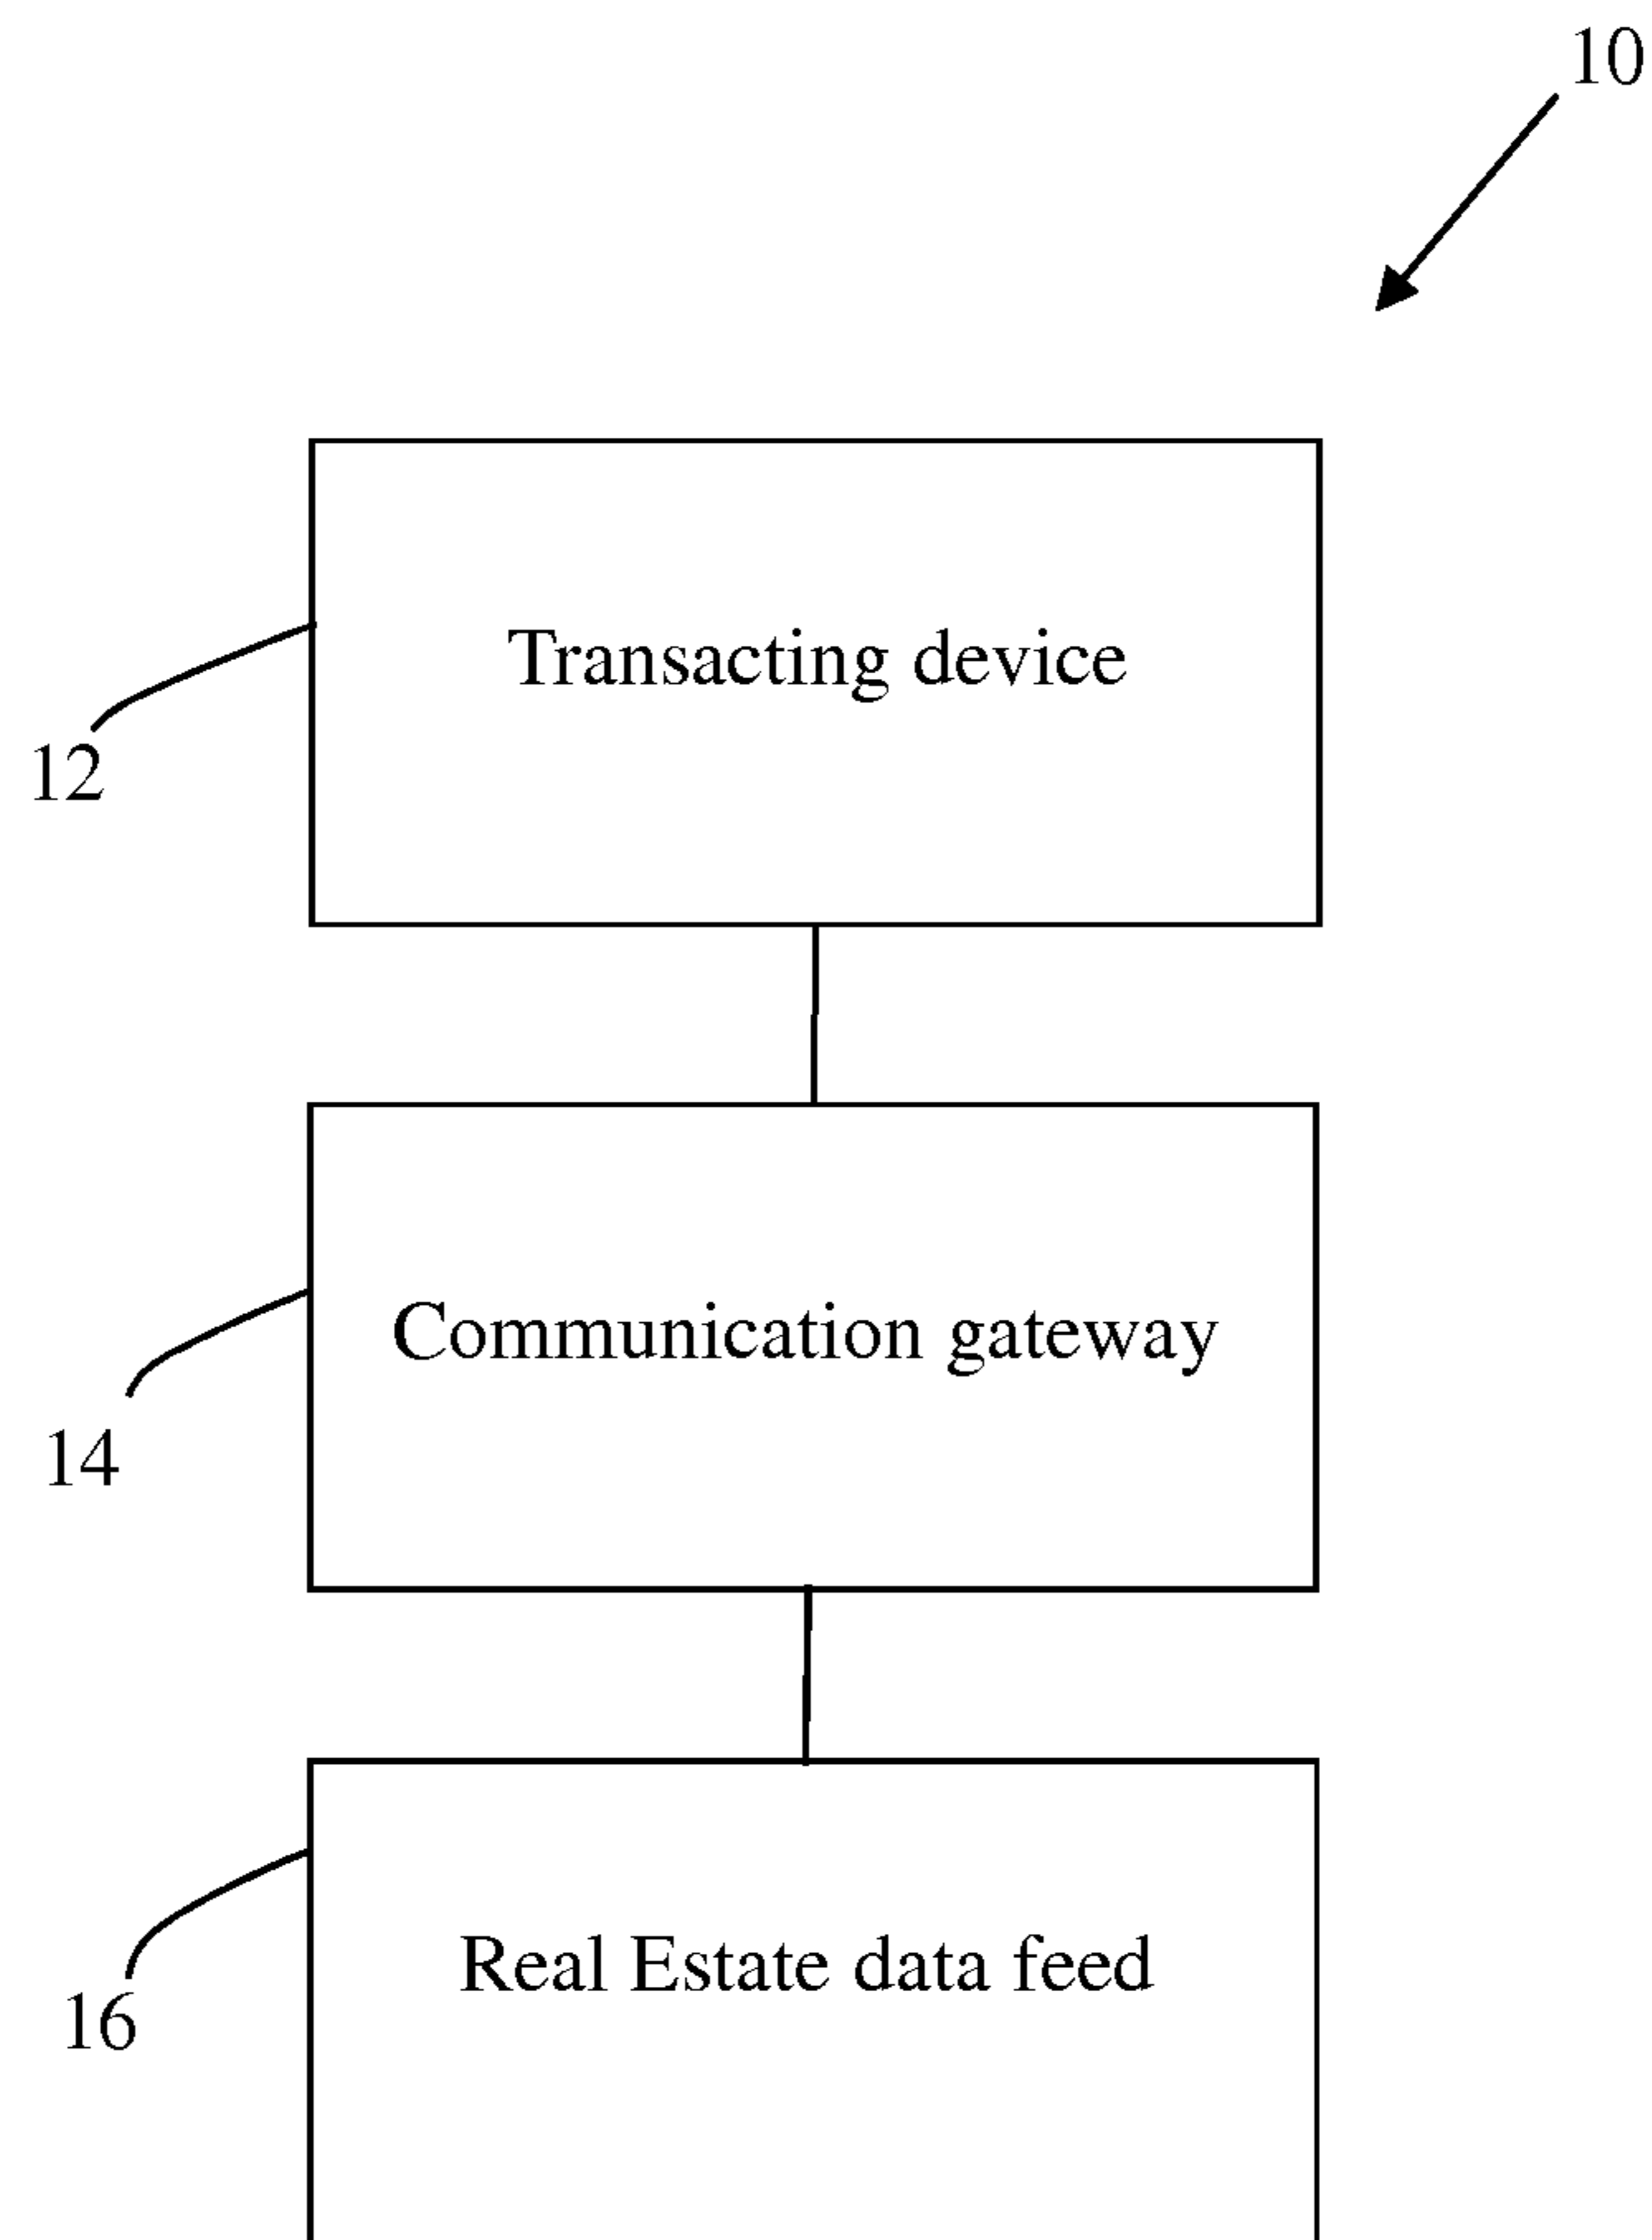 10
Transacting device
12
Communication gateway
14
Real Estate data feed
16